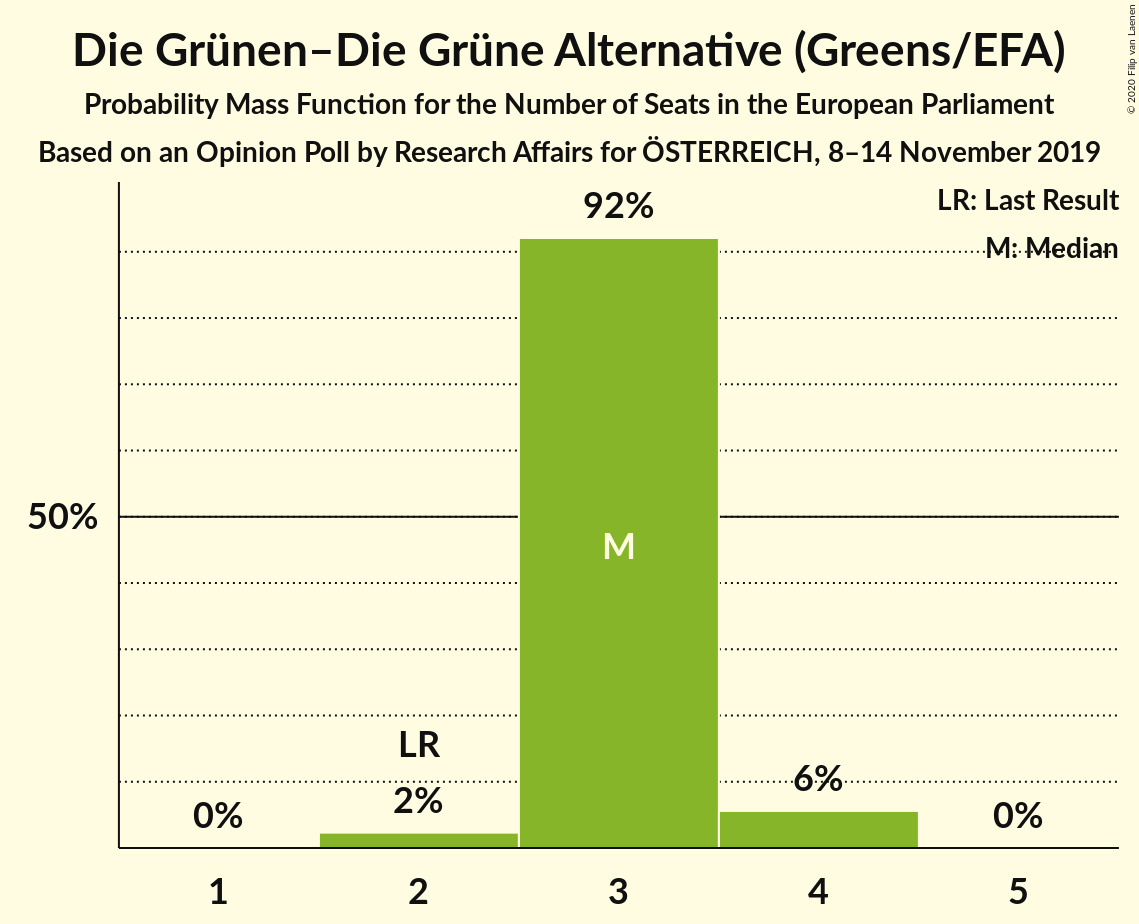 Die Grünen–Die Grüne Alternative (Greens/EFA)
Probability Mass Function for the Number of Seats in the European Parliament
Based on an Opinion Poll by Research Affairs for ÖSTERREICH, 8–14 November 2019
© 2020 Filip van Laenen
LR: Last Result
M: Median
92%
50%
M
LR
0%
2%
6%
0%
1 2 3 4 5